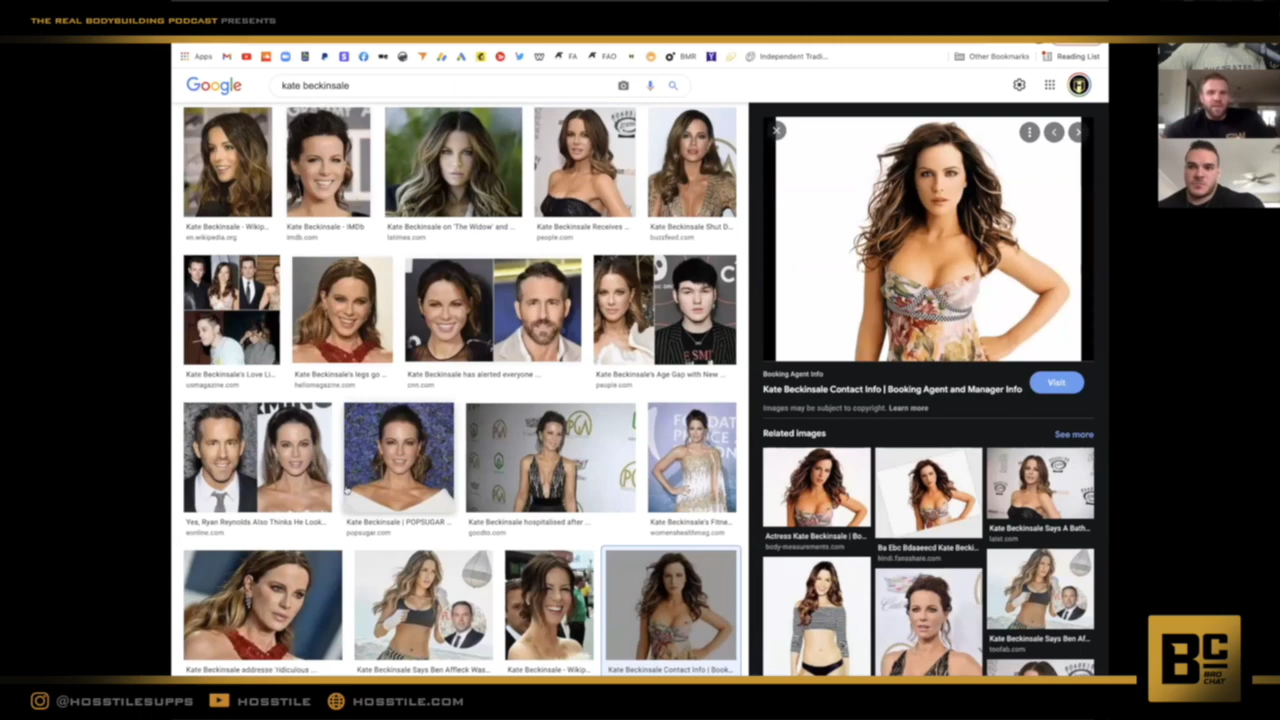 THE REAL BODYBUILDING PODCAST PRESENTS
Apps
FA
FAO
BMR
Independent Tradi...
Other Bookmarks
Reading List
Google
kate beckinsale
Kate Beckinsale - Wikip...
en.wikipedia.org
Kate Beckinsale - IMDb
imdb.com
Kate Beckinsale on 'The Widow' and ...
latimes.com
Kate Beckinsale Receives ...
people.com
Kate Beckinsale Shut D...
buzzfeed.com
Kate Beckinsale's Love Li...
usmagazine.com
Kate Beckinsale's legs go ...
hellomagazine.com
Kate Beckinsale has alerted everyone ...
cnn.com
Kate Beckinsale's Age Gap with New ...
people.com
Yes, Ryan Reynolds Also Thinks He Look...
eonline.com
Kate Beckinsale | POPSUGAR ...
popsugar.com
Kate Beckinsale hospitalised after ...
goodto.com
Kate Beckinsale's Fitne...
womenshealthmag.com
Kate Beckinsale addresse 'ridiculous ...
Kate Beckinsale Says Ben Affleck Was...
Kate Beckinsale - Wikip...
Kate Beckinsale Contact Info | Book...
Booking Agent Info
Kate Beckinsale Contact Info | Booking Agent and Manager Info
Visit
Images may be subject to copyright. Learn more
Related images
See more
Actress Kate Beckinsale | Bo...
body-measurements.com
Ba Ebc Bdaaeecd Kate Becki...
hindi.fansshare.com
Kate Beckinsale Says A Bath...
laist.com
Kate Beckinsale Says Ben Af...
toofab.com
BC
BRO
CHAT
@HOSSTILESUPPS
HOSSTILE
HOSSTILE.COM